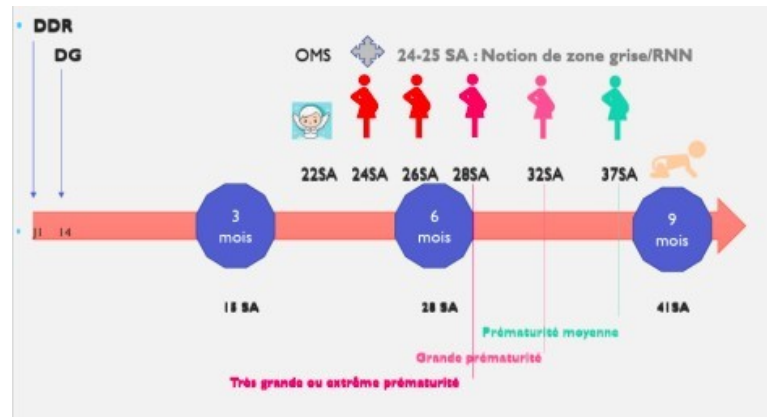 DDR
DG
OMS
24-25 SA : Notion de zone grise/RNN
22SA 24SA 26SA 28SA 32SA 37SA
J1 14
3 mois
6 mois
9 mois
15 SA
28 SA
41SA
Prématurité moyenne
Grande prématurité
Très grande ou extrême prématurité